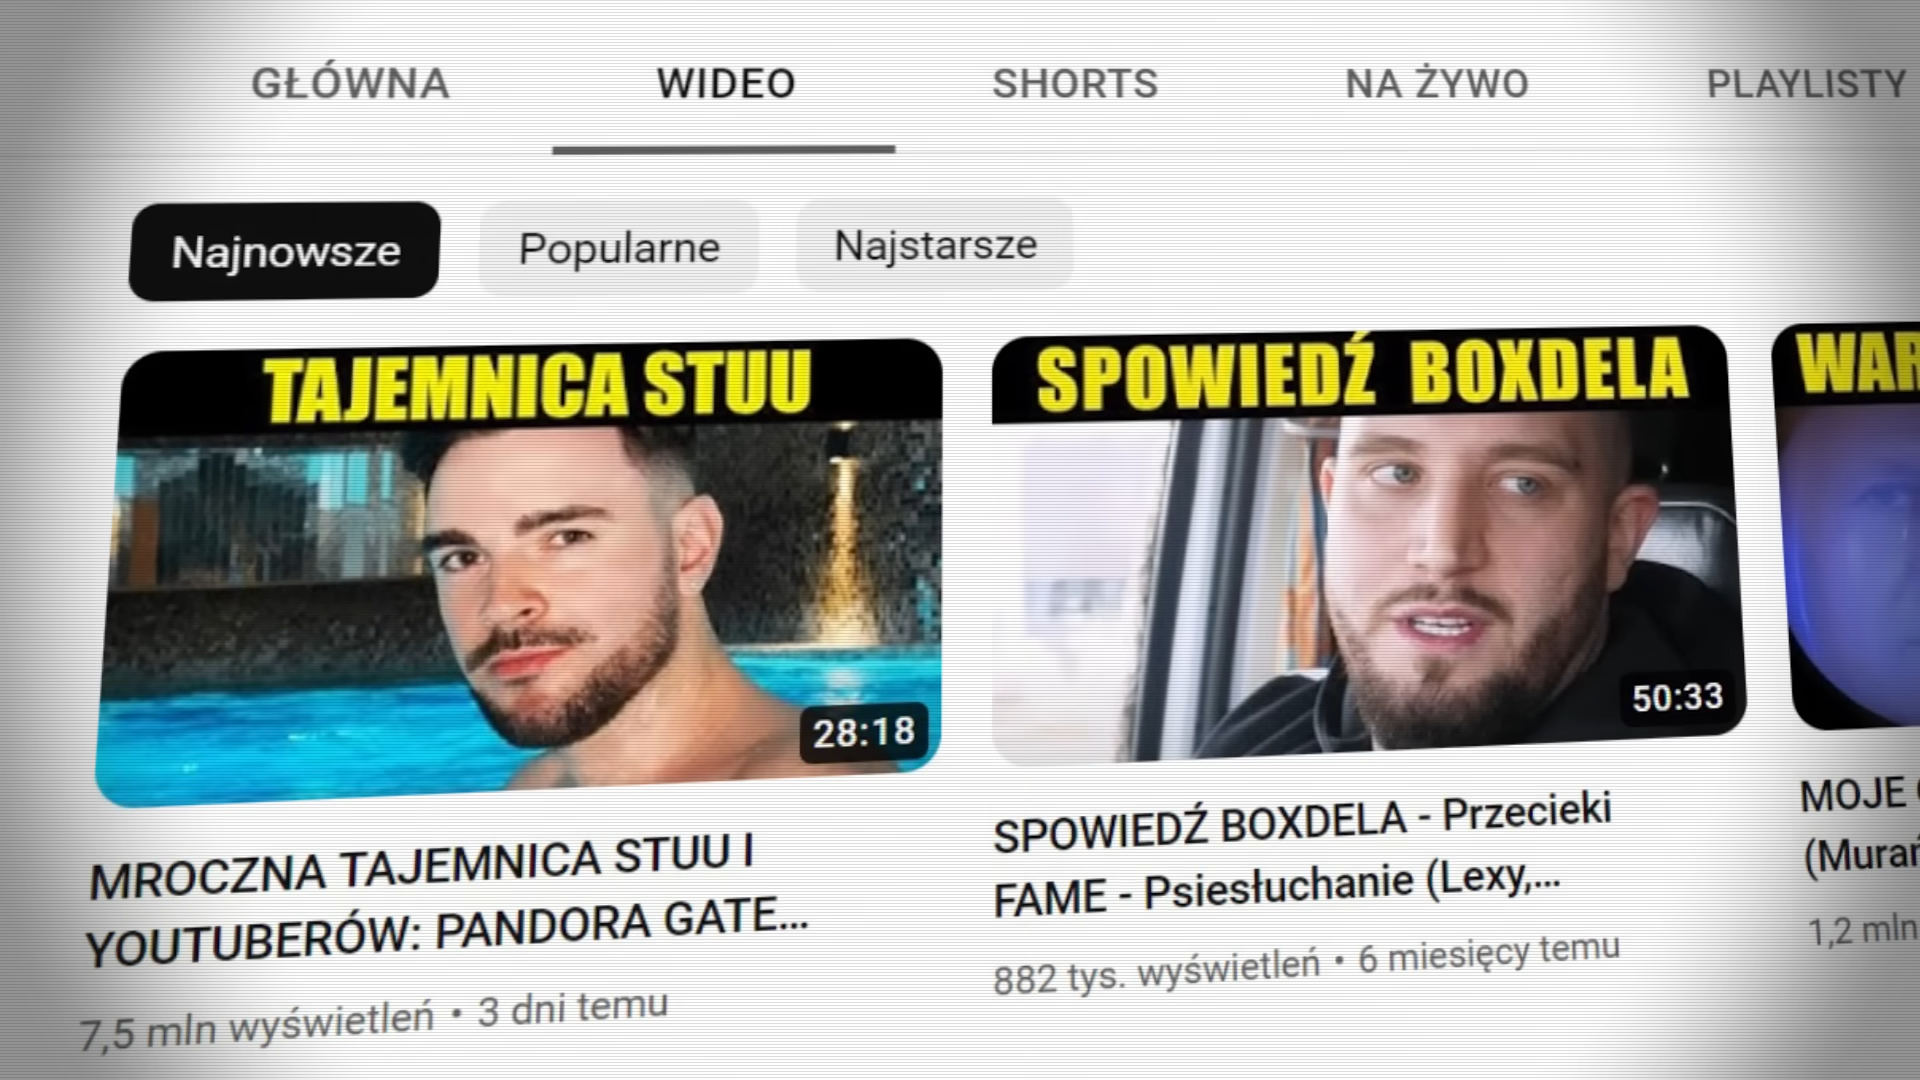 GŁÓWNA WIDEO SHORTS NA ŻYWO PLAYLISTY
Najnowsze Popularne Najstarsze
TAJEMNICA STUU
28:18
MROCZNA TAJEMNICA STUU I
YOUTUBERÓW: PANDORA GATE...
7,5 mln wyświetleń • 3 dni temu
SPOWIEDŹ BOXDELA
50:33
SPOWIEDŹ BOXDELA - Przecieki
FAME - Psiesłuchanie (Lexy,...
882 tys. wyświetleń • 6 miesięcy temu
MOJE
1,2 mln